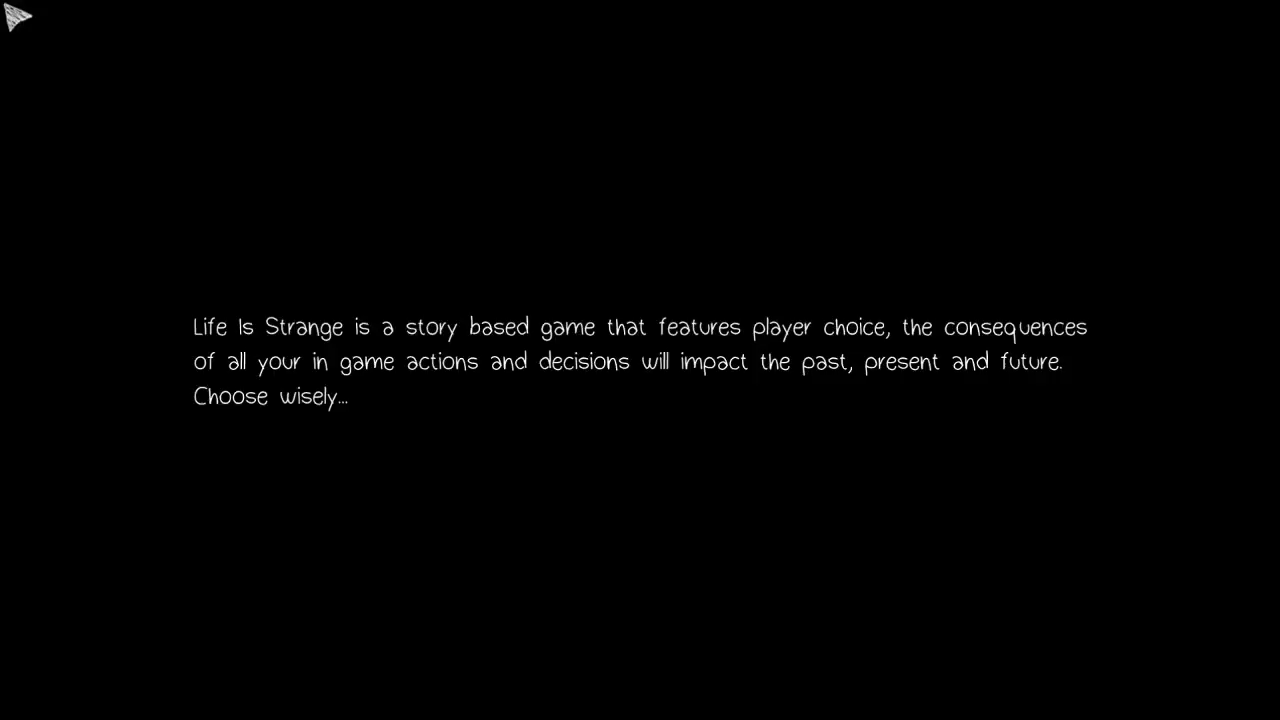 Life Is Strange is a story based game that features player choice, the consequences
of all your in game actions and decisions will impact the past, present and future.
Choose wisely...